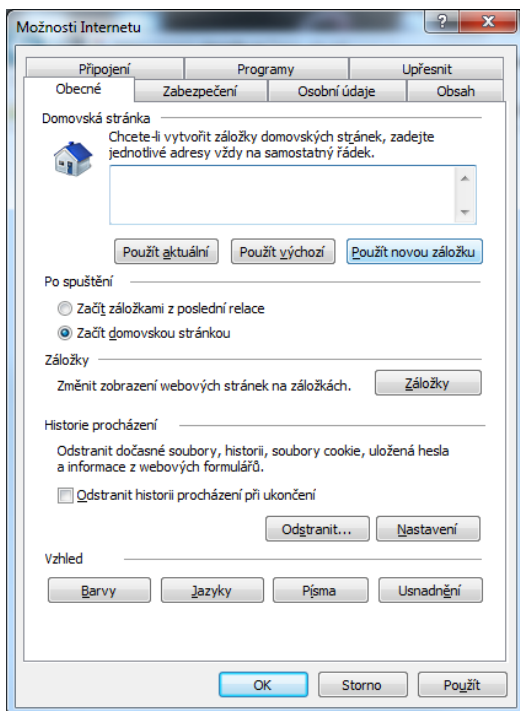 Možnosti Internetu
Připojení Programy Upřesnit
Obecné Zabezpečení Osobní údaje Obsah
Domovská stránka
Chcete-li vytvořit záložky domovských stránek, zadejte
jednotlivé adresy vždy na samostatný řádek.
Použít aktuální Použít výchozí Použít novou záložku
Po spuštění
Začít záložkami z poslední relace
Začít domovskou stránkou
Záložky
Změnit zobrazení webových stránek na záložkách. Záložky
Historie procházení
Odstranit dočasné soubory, historii, soubory cookie, uložená hesla
a informace z webových formulářů.
Odstranit historii procházení při ukončení
Odstranit... Nastavení
Vzhled
Barvy Jazyky Písma Usnadnění
OK Storno Použít